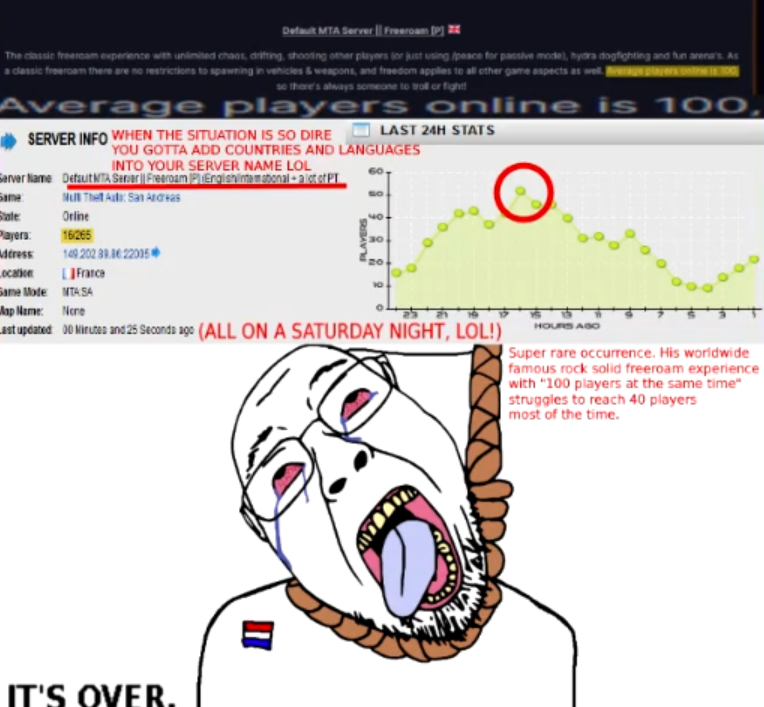 Default MTA Server || Freeroam [P]
The classic freeroam experience with unlimited chaos, drifting, shooting other players (or just using /peace for passive mode), hydra dogfighting and fun arena's. As
a classic freeroam there are no restrictions to spawning in vehicles & weapons, and freedom applies to all other game aspects as well. Average players online is 100,
so there's always someone to troll or fight!
Average players online is 100,
SERVER INFO
WHEN THE SITUATION IS SO DIRE
YOU GOTTA ADD COUNTRIES AND LANGUAGES
INTO YOUR SERVER NAME LOL
Server Name: Default MTA Server || Freeroam [P] (English/International + a lot of PT
Game: Multi Theft Auto: San Andreas
State: Online
Players: 16/265
Address: 149.202.89.86:22005
Location: France
Game Mode: MTA:SA
Map Name: None
Last updated: 00 Minutes and 25 Seconds ago
(ALL ON A SATURDAY NIGHT, LOL!)
LAST 24H STATS
PLAYERS
60
50
40
30
20
10
0
23 21 19 17 15 13 11 9 7 5 3 1
HOURS AGO
Super rare occurrence. His worldwide
famous rock solid freeroam experience
with "100 players at the same time"
struggles to reach 40 players
most of the time.
IT'S OVER.